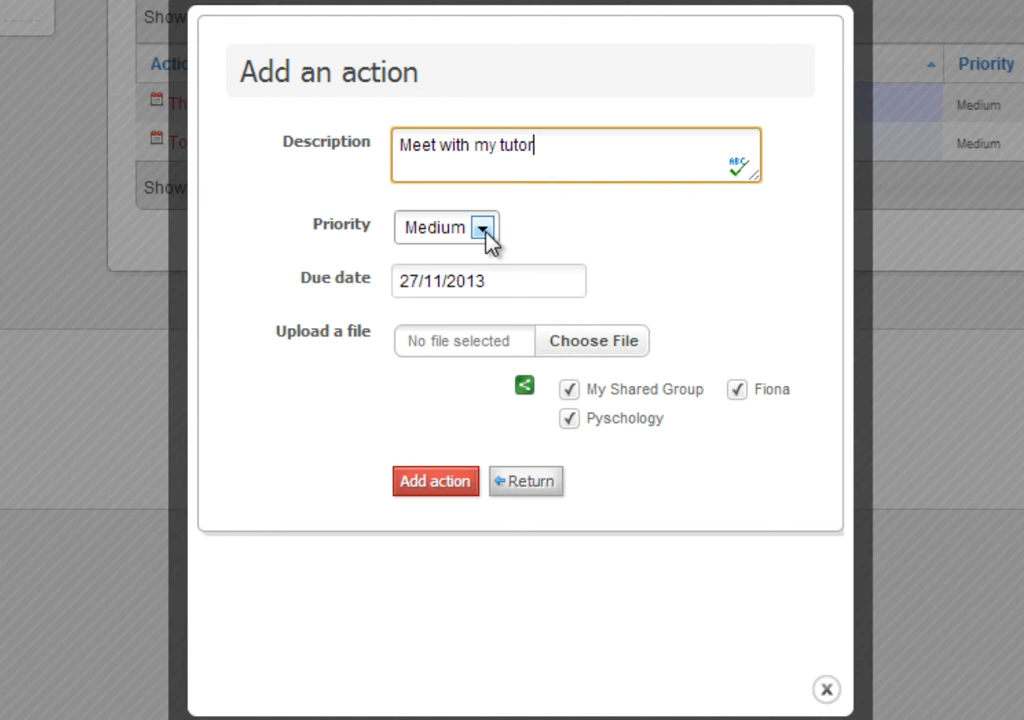 Show
Priority
Medium
Medium
Show
Add an action
Description
Meet with my tutor
ABC
Priority
Medium
Due date
27/11/2013
Upload a file
No file selected
Choose File
My Shared Group
Fiona
Pyschology
Add action
Return
x